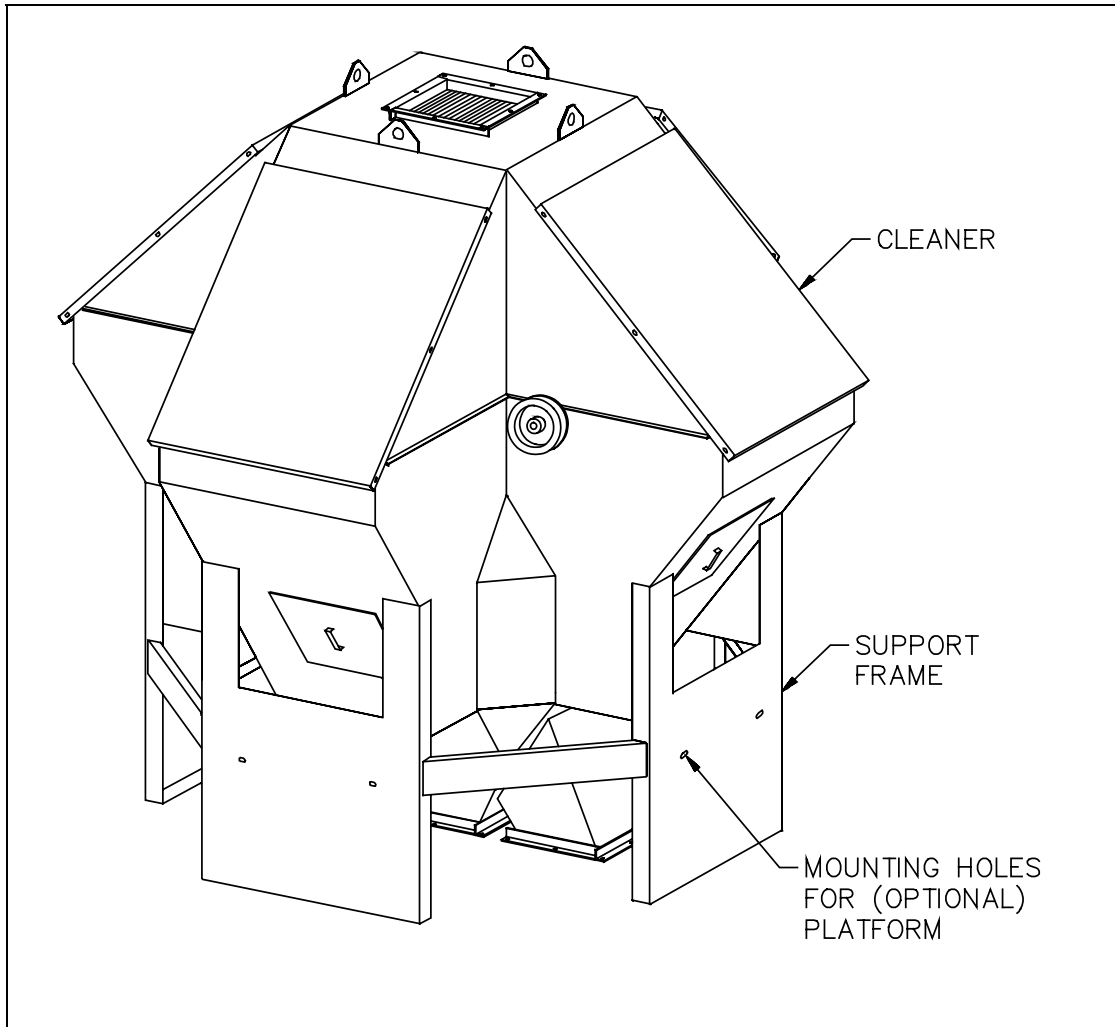 CLEANER
SUPPORT
FRAME
MOUNTING HOLES
FOR (OPTIONAL)
PLATFORM